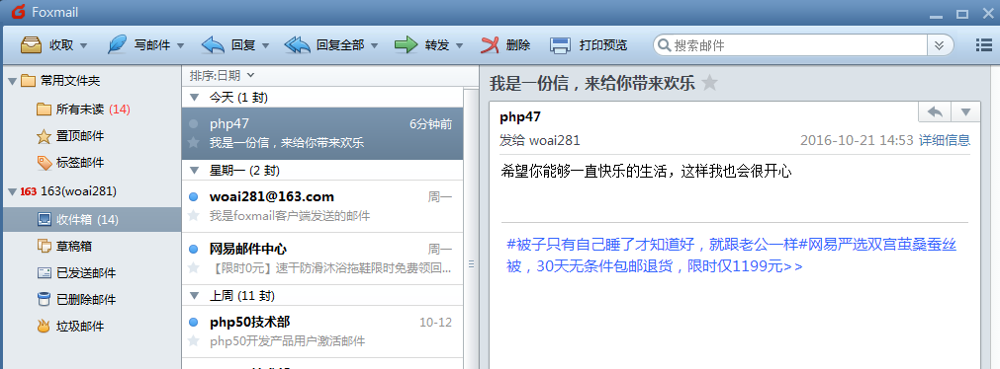 Foxmail
收取 写邮件 回复 回复全部 转发 删除 打印预览 搜索邮件
常用文件夹
所有未读 (14)
置顶邮件
标签邮件
163 163(woai281)
收件箱 (14)
草稿箱
已发送邮件
已删除邮件
垃圾邮件
排序:日期
今天 (1 封)
php47 6分钟前
我是一份信，来给你带来欢乐
星期一 (2 封)
woai281@163.com 周一
我是foxmail客户端发送的邮件
网易邮件中心 周一
【限时0元】速干防滑沐浴拖鞋限时免费领回...
上周 (11 封)
php50技术部 10-12
php50开发产品用户激活邮件
我是一份信，来给你带来欢乐
php47
发给 woai281 2016-10-21 14:53 详细信息
希望你能够一直快乐的生活，这样我也会很开心
#被子只有自己睡了才知道好，就跟老公一样#网易严选双宫茧桑蚕丝
被，30天无条件包邮退货，限时仅1199元>>